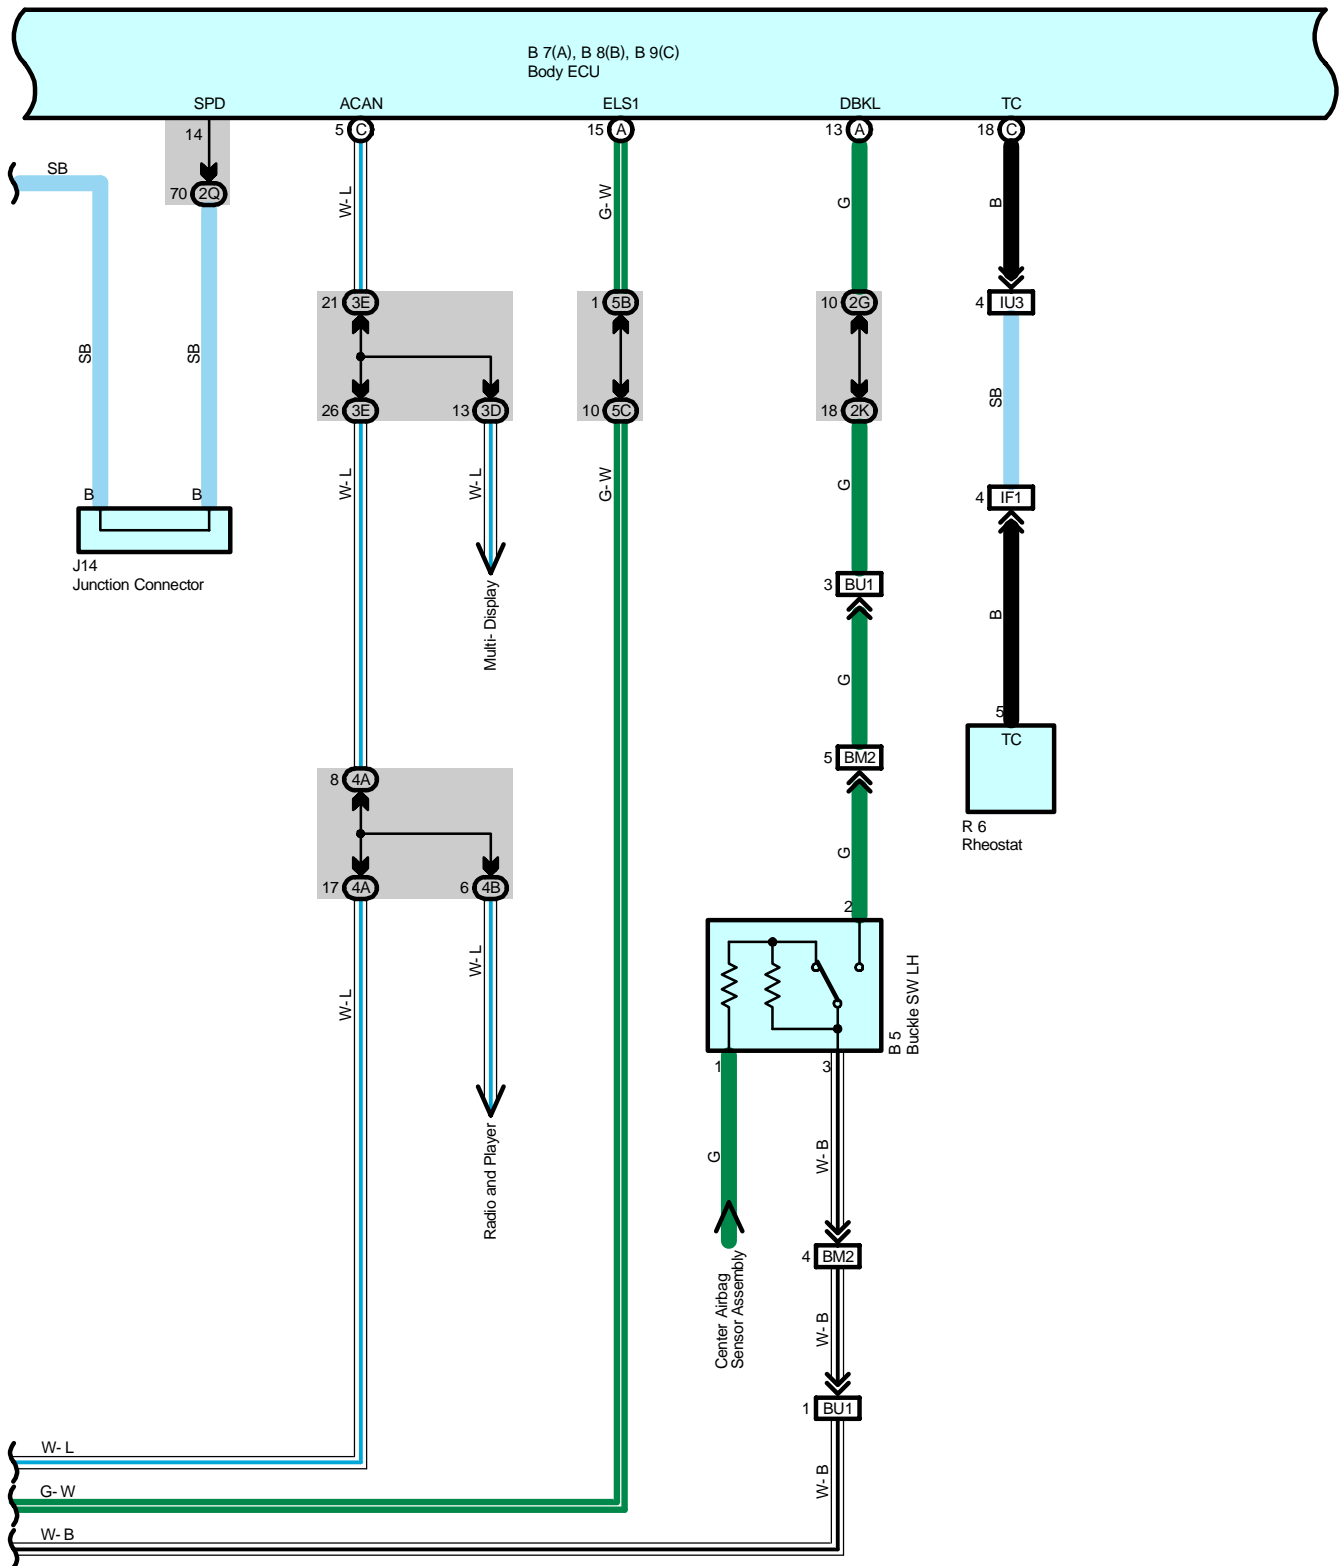 B 7(A), B 8(B), B 9(C)
Body ECU
SPD
ACAN
ELS1
DBKL
TC
14
5 C
15 A
13 A
18 C
SB
70 2Q
W- L
G- W
G
B
21 3E
1 5B
10 2G
4 IU3
SB
SB
SB
26 3E
13 3D
10 5C
18 2K
W- L
W- L
G- W
G
4 IF1
B
B
J14
Junction Connector
3 BU1
Multi- Display
B
G
5
TC
5 BM2
R 6
Rheostat
8 4A
G
17 4A
6 4B
2
W- L
W- L
B 5
Buckle SW LH
1
3
Radio and Player
G
W- B
Center Airbag
Sensor Assembly
4 BM2
W- B
1 BU1
W- L
W- B
G- W
W- B